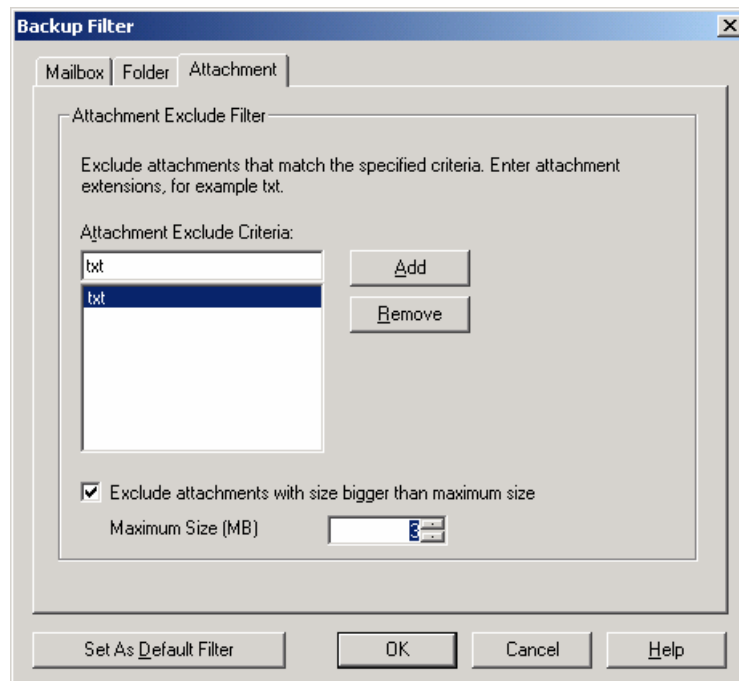 Backup Filter
Mailbox Folder Attachment
Attachment Exclude Filter
Exclude attachments that match the specified criteria. Enter attachment
extensions, for example txt.
Attachment Exclude Criteria:
txt Add
txt
Remove
Exclude attachments with size bigger than maximum size
Maximum Size (MB) 3
Set As Default Filter OK Cancel Help